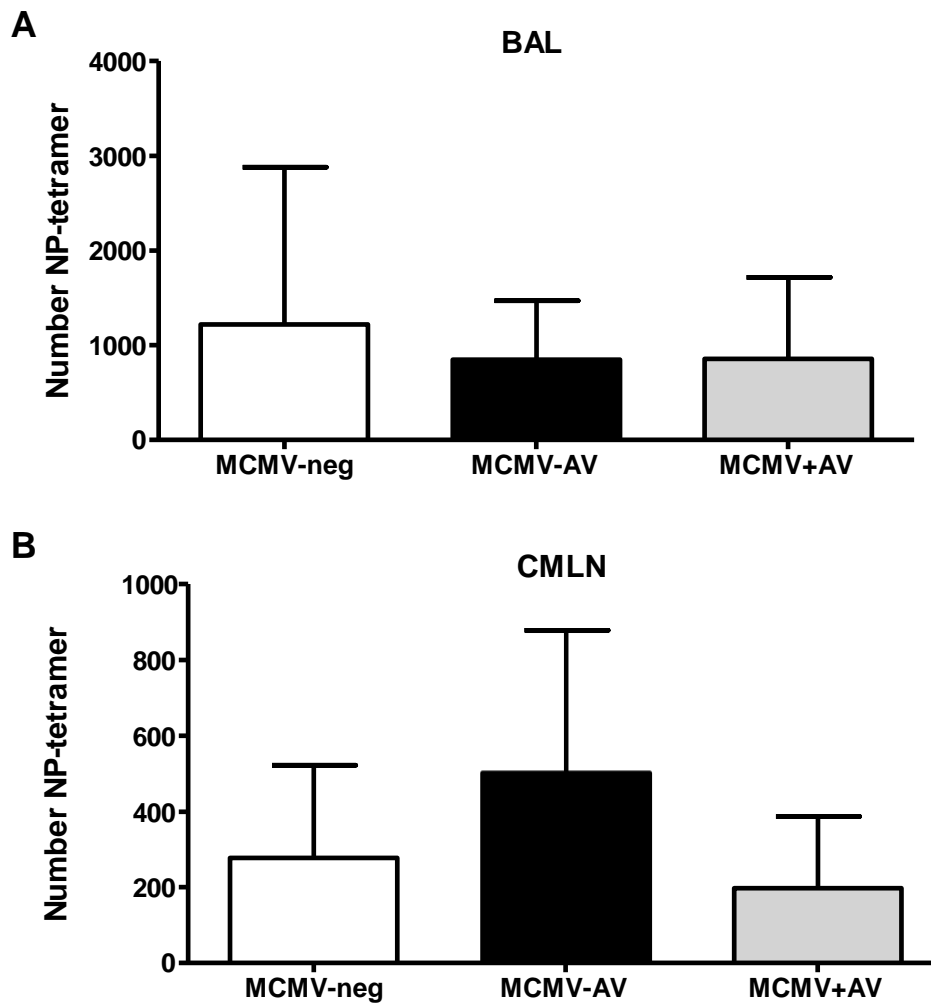 A
BAL
Number NP-tetramer
4000
3000
2000
1000
0
MCMV-neg MCMV-AV MCMV+AV
B
CMLN
Number NP-tetramer
1000
800
600
400
200
0
MCMV-neg MCMV-AV MCMV+AV